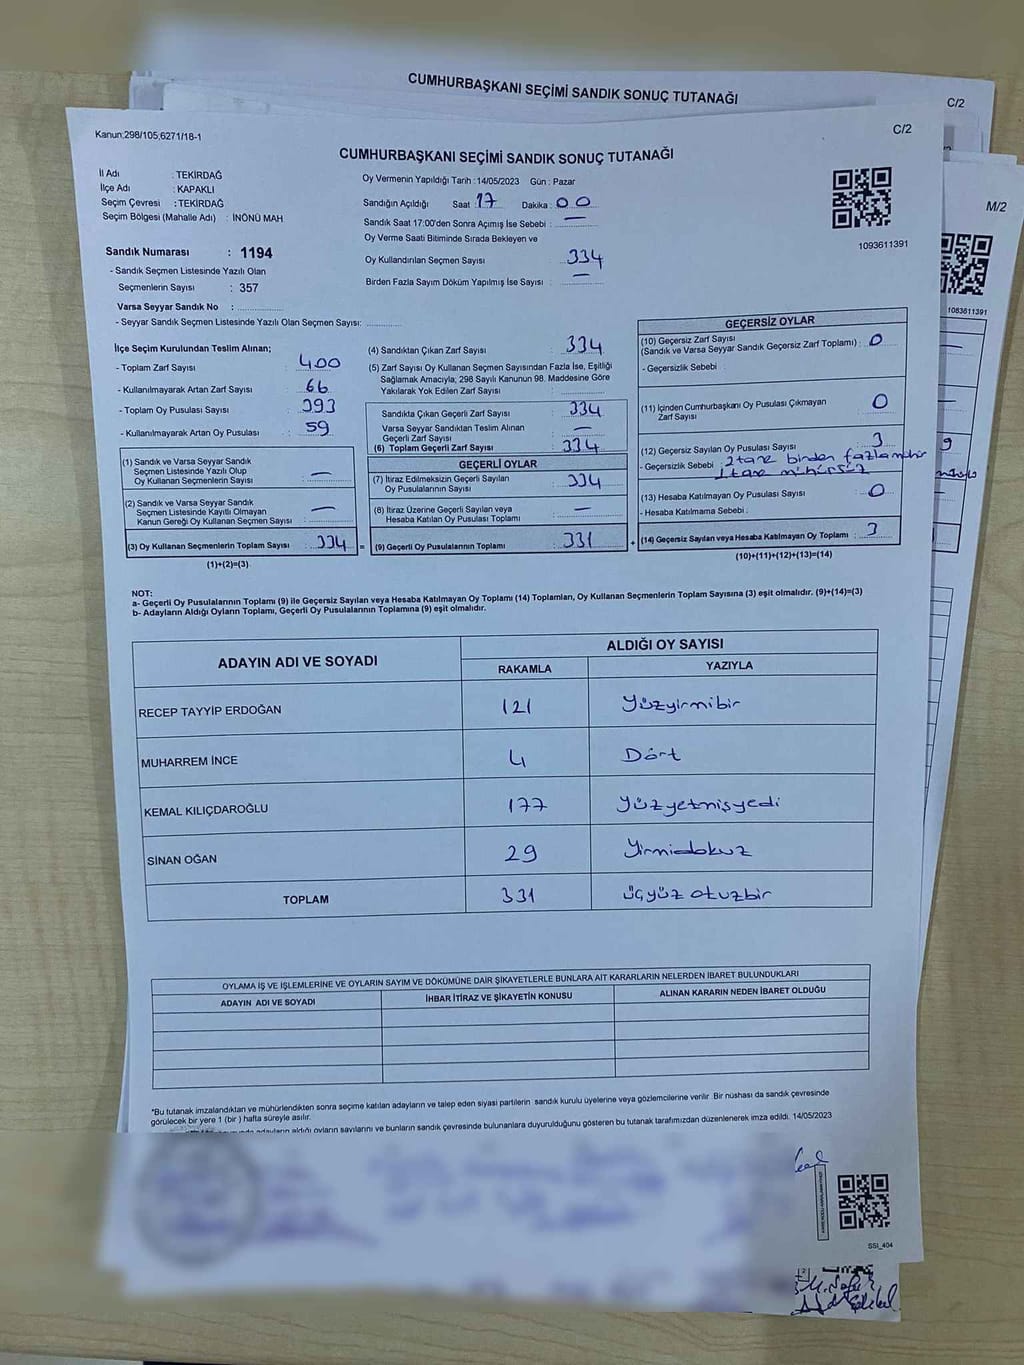 CUMHURBAŞKANI SEÇİMİ SANDIK SONUÇ TUTANAĞI
C/2
Kanun:298/105,6271/18-1
C/2
CUMHURBAŞKANI SEÇİMİ SANDIK SONUÇ TUTANAĞI
M/2
1083611391
İl Adı : TEKİRDAĞ
İlçe Adı : KAPAKLI
Seçim Çevresi : TEKİRDAĞ
Seçim Bölgesi (Mahalle Adı) : İNÖNÜ MAH
Oy Vermenin Yapıldığı Tarih : 14/05/2023 Gün : Pazar
Sandığın Açıldığı Saat : 17 Dakika : 00
Sandık Saat 17:00'den Sonra Açımış İse Sebebi : —
Oy Verme Saati Bitiminde Sırada Bekleyen ve
Oy Kullandırılan Seçmen Sayısı : 334
Birden Fazla Sayım Döküm Yapılmış İse Sayısı : —
1093611391
Sandık Numarası : 1194
- Sandık Seçmen Listesinde Yazılı Olan
Seçmenlerin Sayısı : 357
Varsa Seyyar Sandık No :
- Seyyar Sandık Seçmen Listesinde Yazılı Olan Seçmen Sayısı:
İlçe Seçim Kurulundan Teslim Alınan;
- Toplam Zarf Sayısı : 400
- Kullanılmayarak Artan Zarf Sayısı : 66
- Toplam Oy Pusulası Sayısı : 393
- Kullanılmayarak Artan Oy Pusulası : 59
(1) Sandık ve Varsa Seyyar Sandık
Seçmen Listesinde Yazılı Olup
Oy Kullanan Seçmenlerin Sayısı : —
(2) Sandık ve Varsa Seyyar Sandık
Seçmen Listesinde Kayıtlı Olmayan
Kanun Gereği Oy Kullanan Seçmen Sayısı : —
(3) Oy Kullanan Seçmenlerin Toplam Sayısı : 334 =
(1)+(2)=(3)
(4) Sandıktan Çıkan Zarf Sayısı : 334
(5) Zarf Sayısı Oy Kullanan Seçmen Sayısından Fazla İse, Eşitliği
Sağlamak Amacıyla; 298 Sayılı Kanunun 98. Maddesine Göre
Yakılarak Yok Edilen Zarf Sayısı :
Sandıkta Çıkan Geçerli Zarf Sayısı : 334
Varsa Seyyar Sandıktan Teslim Alınan
Geçerli Zarf Sayısı : —
(6) Toplam Geçerli Zarf Sayısı : 334
GEÇERLİ OYLAR
(7) İtiraz Edilmeksizin Geçerli Sayılan
Oy Pusulalarının Sayısı : 334
(8) İtiraz Üzerine Geçerli Sayılan veya
Hesaba Katılan Oy Pusulası Toplamı : —
(9) Geçerli Oy Pusulalarının Toplamı : 331 +
GEÇERSİZ OYLAR
(10) Geçersiz Zarf Sayısı
(Sandık ve Varsa Seyyar Sandık Geçersiz Zarf Toplamı) : 0
- Geçersizlik Sebebi :
(11) İçinden Cumhurbaşkanı Oy Pusulası Çıkmayan
Zarf Sayısı : 0
(12) Geçersiz Sayılan Oy Pusulası Sayısı : 3
- Geçersizlik Sebebi : 2 tane birden fazla mühür
1 tane mühürsüz
(13) Hesaba Katılmayan Oy Pusulası Sayısı : 0
- Hesaba Katılmama Sebebi :
(14) Geçersiz Sayılan veya Hesaba Katılmayan Oy Toplamı : 3
(10)+(11)+(12)+(13)=(14)
9
NOT:
a- Geçerli Oy Pusulalarının Toplamı (9) ile Geçersiz Sayılan veya Hesaba Katılmayan Oy Toplamı (14) Toplamları, Oy Kullanan Seçmenlerin Toplam Sayısına (3) eşit olmalıdır. (9)+(14)=(3)
b- Adayların Aldığı Oyların Toplamı, Geçerli Oy Pusulalarının Toplamına (9) eşit olmalıdır.
ADAYIN ADI VE SOYADI
ALDIĞI OY SAYISI
RAKAMLA YAZIYLA
RECEP TAYYİP ERDOĞAN 121 Yüzyirmibir
MUHARREM İNCE 4 Dört
KEMAL KILIÇDAROĞLU 177 Yüzyetmişyedi
SİNAN OĞAN 29 Yirmidokuz
TOPLAM 331 üçyüz otuzbir
OYLAMA İŞ VE İŞLEMLERİNE VE OYLARIN SAYIM VE DÖKÜMÜNE DAİR ŞİKAYETLERLE BUNLARA AİT KARARLARIN NELERDEN İBARET BULUNDUKLARI
ADAYIN ADI VE SOYADI İHBAR İTİRAZ VE ŞİKAYETİN KONUSU ALINAN KARARIN NEDEN İBARET OLDUĞU
*Bu tutanak imzalandıktan ve mühürlendikten sonra seçime katılan adayların ve talep eden siyasi partilerin sandık kurulu üyelerine veya gözlemcilerine verilir. Bir nüshası da sandık çevresinde
görülecek bir yere 1 (bir) hafta süreyle asılır.
adayların aldığı oyların sayılarını ve bunların sandık çevresinde bulunanlara duyurulduğunu gösteren bu tutanak tarafımızdan düzenlenerek imza edildi. 14/05/2023
SSI_404